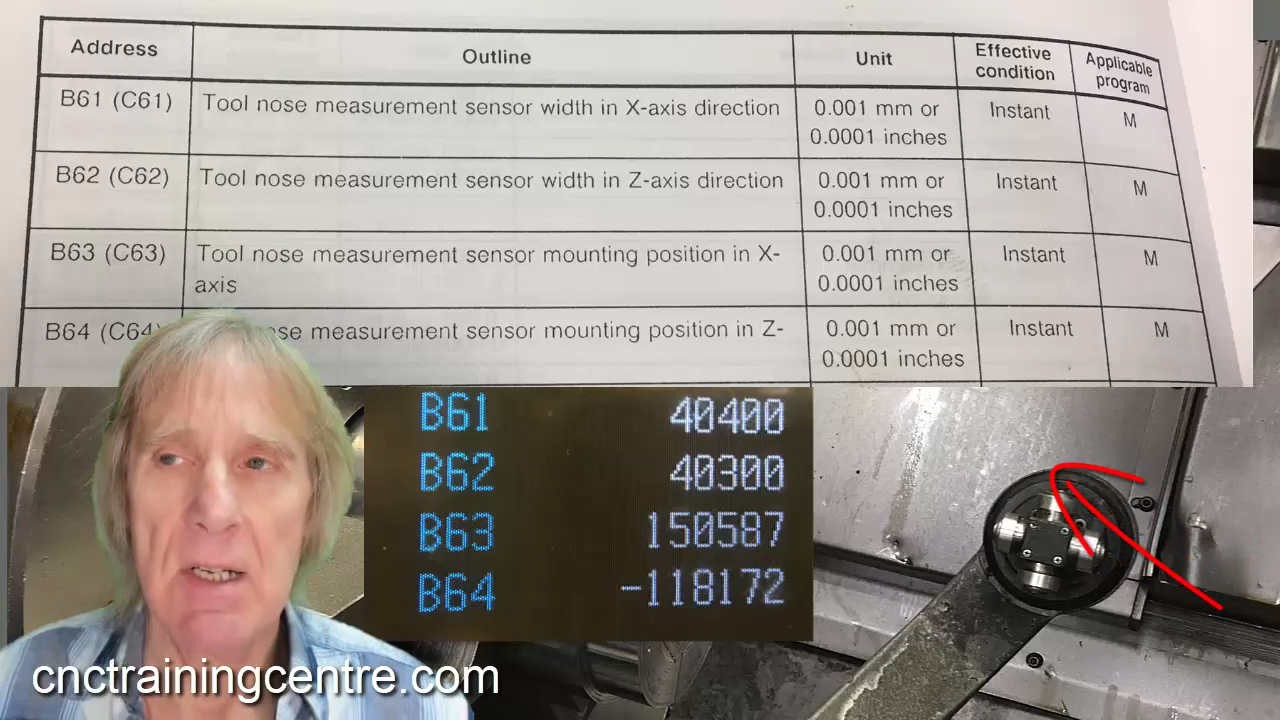 Address Outline Unit Effective condition Applicable program
B61 (C61) Tool nose measurement sensor width in X-axis direction 0.001 mm or Instant M
0.0001 inches
B62 (C62) Tool nose measurement sensor width in Z-axis direction 0.001 mm or Instant M
0.0001 inches
B63 (C63) Tool nose measurement sensor mounting position in X- 0.001 mm or Instant M
axis 0.0001 inches
B64 (C64) nose measurement sensor mounting position in Z- 0.001 mm or Instant M
0.0001 inches
B61 40400
B62 40300
B63 150587
B64 -118172
cnctrainingcentre.com